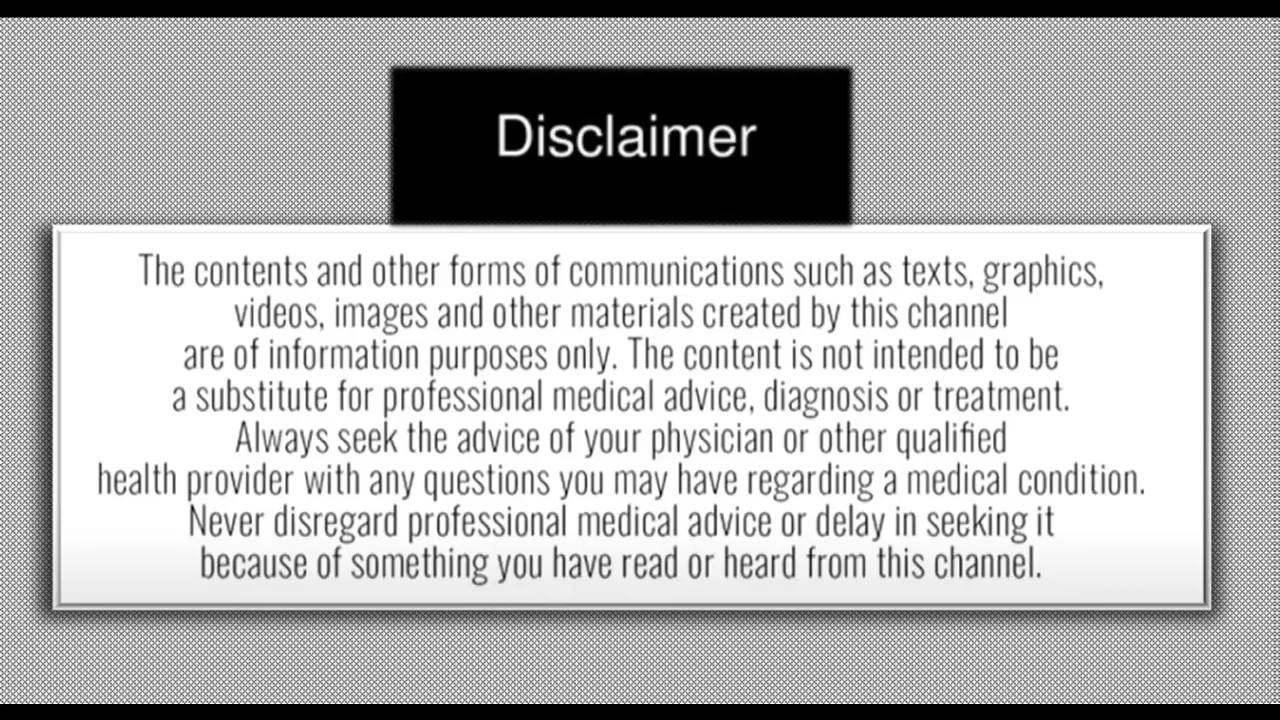 Disclaimer
The contents and other forms of communications such as texts, graphics,
videos, images and other materials created by this channel
are of information purposes only. The content is not intended to be
a substitute for professional medical advice, diagnosis or treatment.
Always seek the advice of your physician or other qualified
health provider with any questions you may have regarding a medical condition.
Never disregard professional medical advice or delay in seeking it
because of something you have read or heard from this channel.